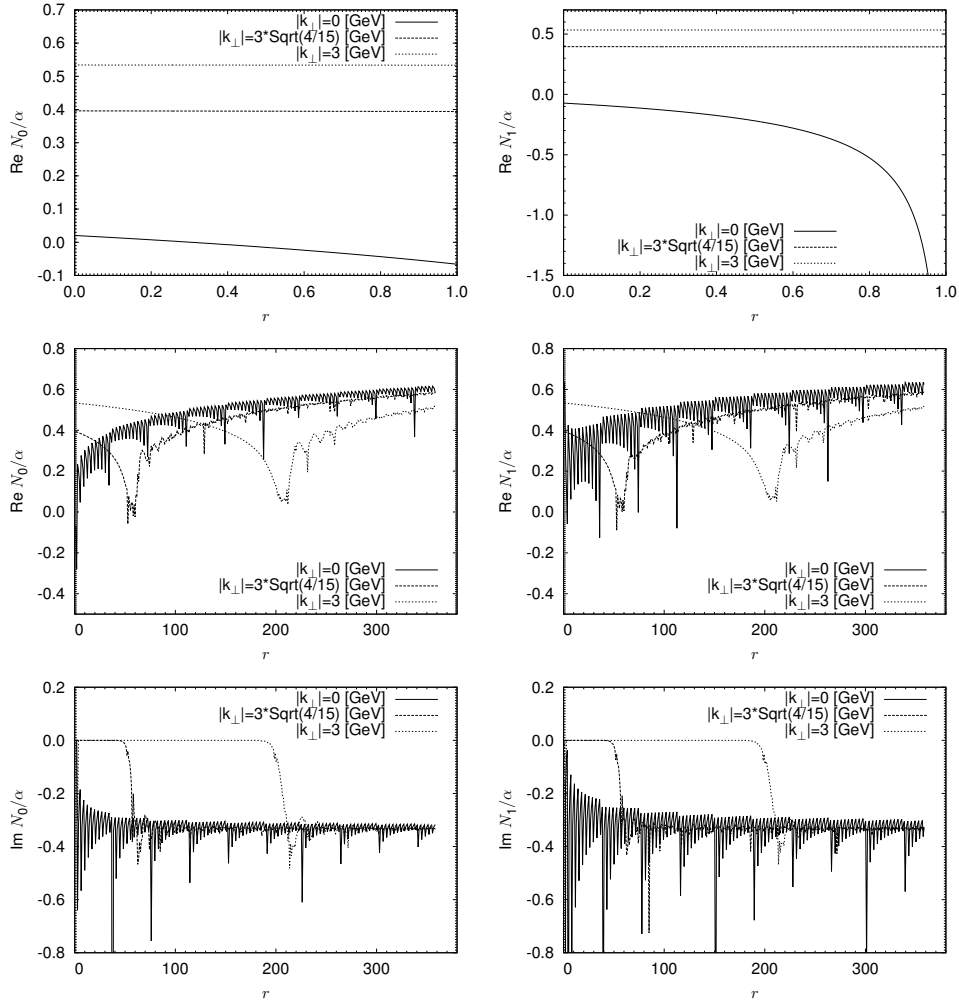 |k⊥|=0 [GeV]
|k⊥|=3*Sqrt(4/15) [GeV]
|k⊥|=3 [GeV]
0.7
0.6
0.5
0.4
0.3
0.2
0.1
0.0
-0.1
Re N0/α
0.0 0.2 0.4 0.6 0.8 1.0
r
0.5
0.0
-0.5
-1.0
-1.5
Re N1/α
|k⊥|=0 [GeV]
|k⊥|=3*Sqrt(4/15) [GeV]
|k⊥|=3 [GeV]
0.0 0.2 0.4 0.6 0.8 1.0
r
0.8
0.6
0.4
0.2
0.0
-0.2
-0.4
Re N0/α
|k⊥|=0 [GeV]
|k⊥|=3*Sqrt(4/15) [GeV]
|k⊥|=3 [GeV]
0 100 200 300
r
0.8
0.6
0.4
0.2
0.0
-0.2
-0.4
Re N1/α
|k⊥|=0 [GeV]
|k⊥|=3*Sqrt(4/15) [GeV]
|k⊥|=3 [GeV]
0 100 200 300
r
|k⊥|=0 [GeV]
|k⊥|=3*Sqrt(4/15) [GeV]
|k⊥|=3 [GeV]
0.2
0.0
-0.2
-0.4
-0.6
-0.8
Im N0/α
0 100 200 300
r
|k⊥|=0 [GeV]
|k⊥|=3*Sqrt(4/15) [GeV]
|k⊥|=3 [GeV]
0.2
0.0
-0.2
-0.4
-0.6
-0.8
Im N1/α
0 100 200 300
r